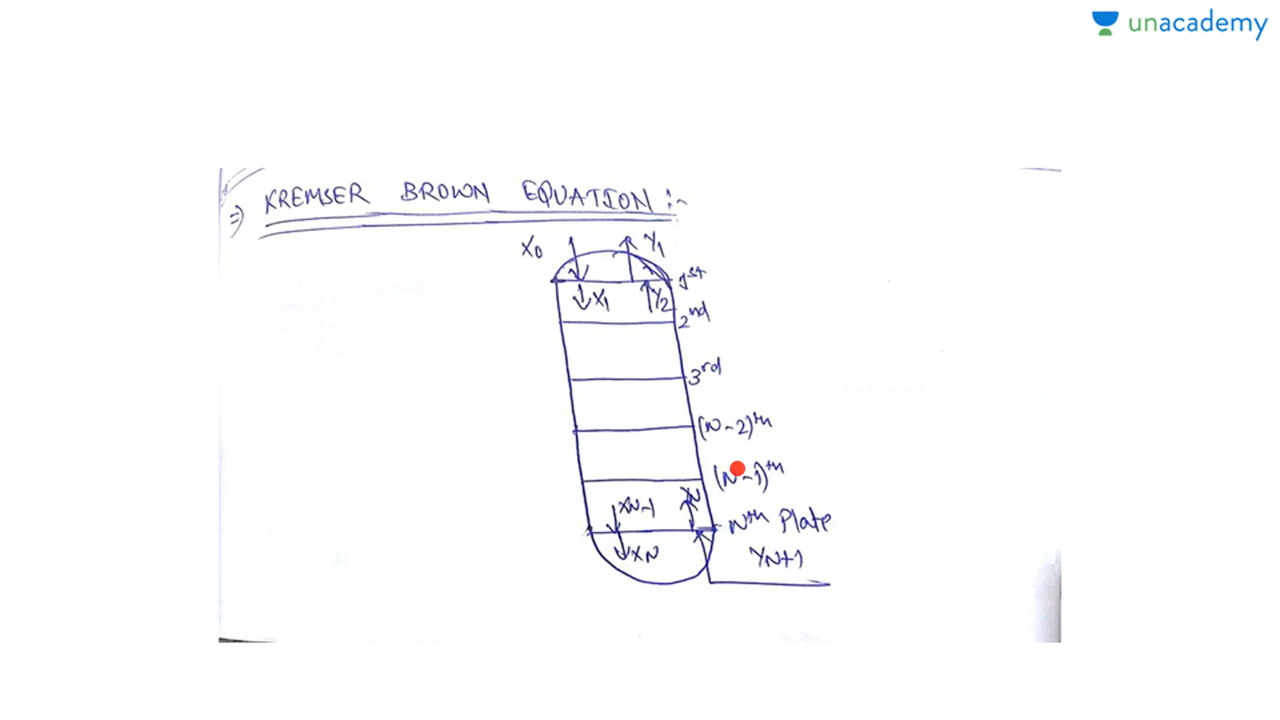 unacademy
⇒ KREMSER BROWN EQUATION :-
X0 Y1
1st
X1 Y2
2nd
3rd
(N-2)th
(N-1)th
XN-1 YN
Nth Plate
XN YN+1